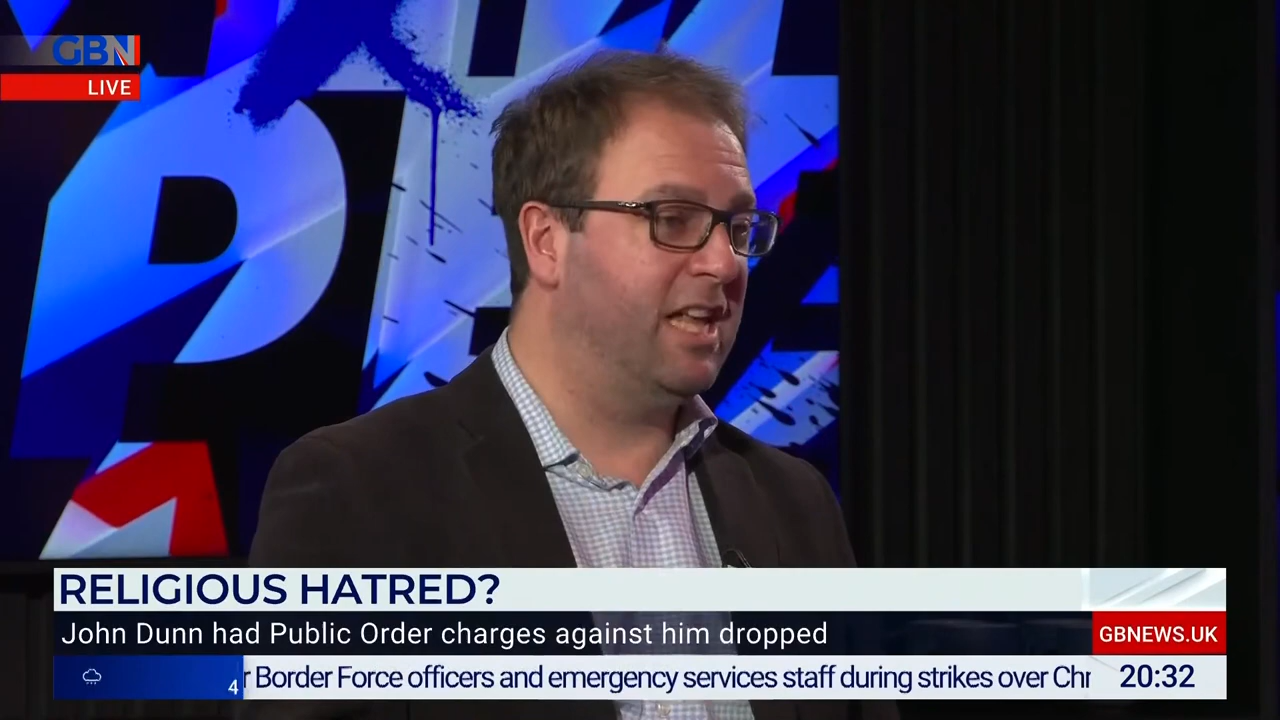 GBN
LIVE
RELIGIOUS HATRED?
John Dunn had Public Order charges against him dropped
GBNEWS.UK
4
r Border Force officers and emergency services staff during strikes over Chr
20:32